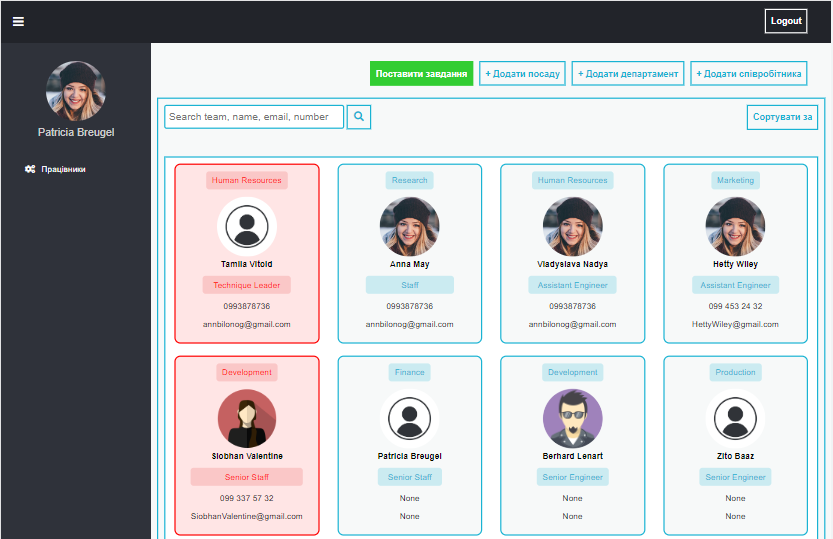 Logout
Patricia Breugel
Працівники
Поставити завдання
+ Додати посаду
+ Додати департамент
+ Додати співробітника
Search team, name, email, number
Сортувати за
Human Resources
Tamila Vitold
Technique Leader
0993878736
annbilonog@gmail.com
Research
Anna May
Staff
0993878736
annbilonog@gmail.com
Human Resources
Vladyslava Nadya
Assistant Engineer
0993878736
annbilonog@gmail.com
Marketing
Hetty Wiley
Assistant Engineer
099 453 24 32
HettyWiley@gmail.com
Development
Siobhan Valentine
Senior Staff
099 337 57 32
SiobhanValentine@gmail.com
Finance
Patricia Breugel
Senior Staff
None
None
Development
Berhard Lenart
Senior Engineer
None
None
Production
Zito Baaz
Senior Engineer
None
None